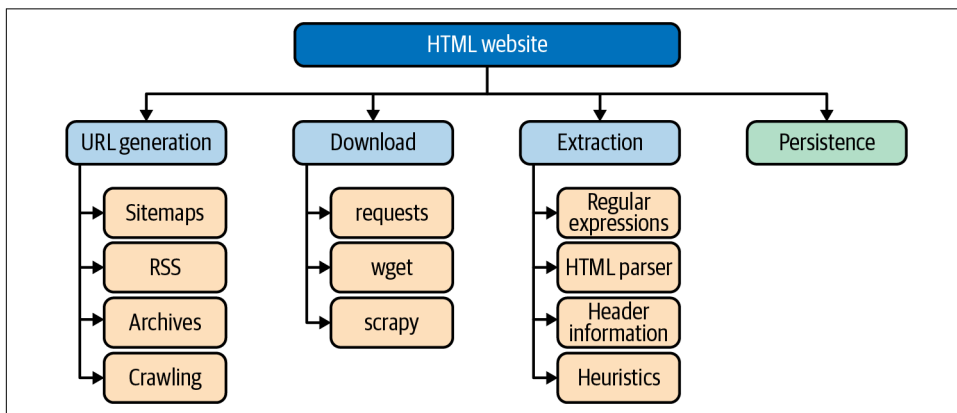 HTML website
URL generation
Download
Extraction
Persistence
Sitemaps
RSS
Archives
Crawling
requests
wget
scrapy
Regular
expressions
HTML parser
Header
information
Heuristics